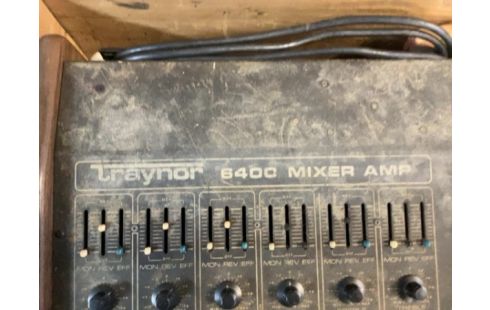 traynor 6400 MIXER AMP
MON REV EFF MON REV EFF MON REV EFF MON REV EFF MON REV EFF MON REV EFF